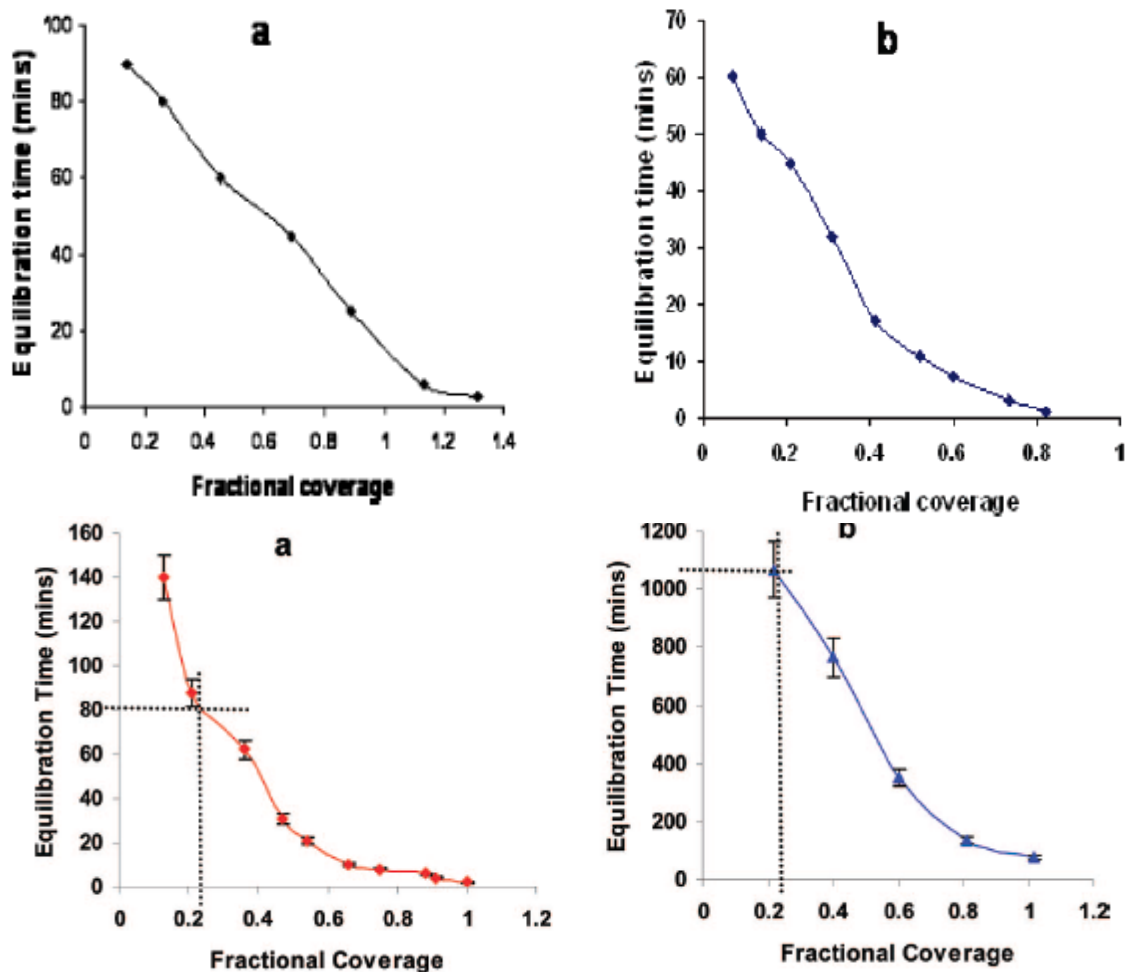 a
Equilibration time (mins)
100
80
60
40
20
0
0 0.2 0.4 0.6 0.8 1 1.2 1.4
Fractional coverage
b
Equilibration time (mins)
70
60
50
40
30
20
10
0
0 0.2 0.4 0.6 0.8 1
Fractional coverage
a
Equilibration Time (mins)
160
140
120
100
80
60
40
20
0
0 0.2 0.4 0.6 0.8 1 1.2
Fractional Coverage
b
Equilibration Time (mins)
1200
1000
800
600
400
200
0
0 0.2 0.4 0.6 0.8 1 1.2
Fractional Coverage